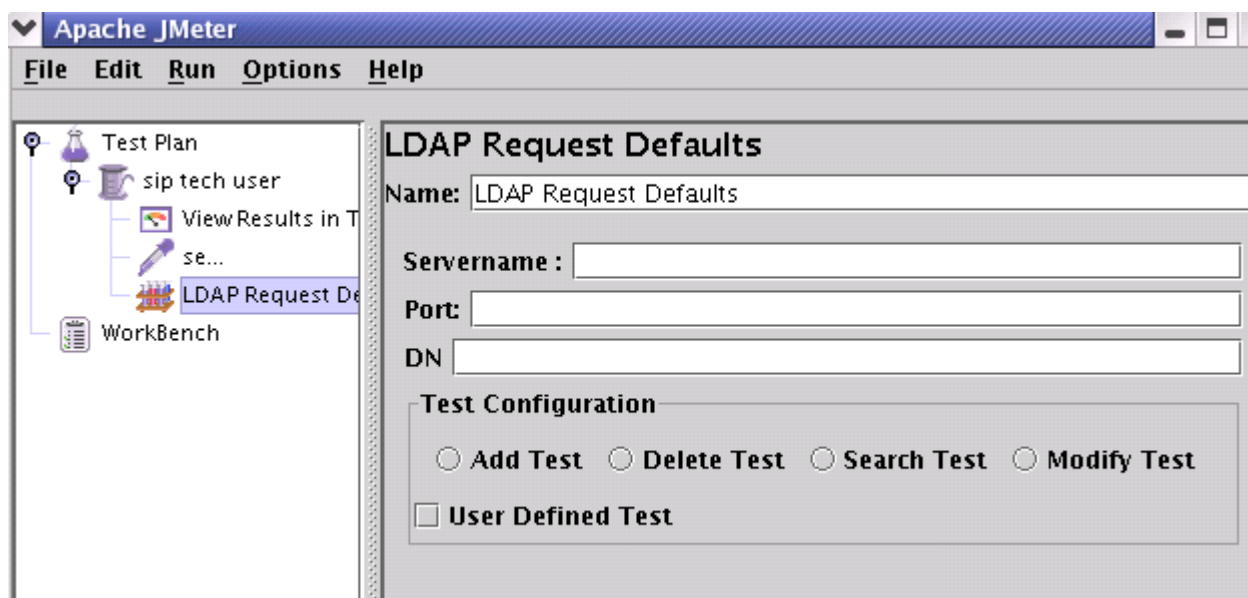 Apache JMeter
File Edit Run Options Help
Test Plan
sip tech user
View Results in T
se...
LDAP Request De
WorkBench
LDAP Request Defaults
Name: LDAP Request Defaults
Servername :
Port:
DN
Test Configuration
Add Test Delete Test Search Test Modify Test
User Defined Test